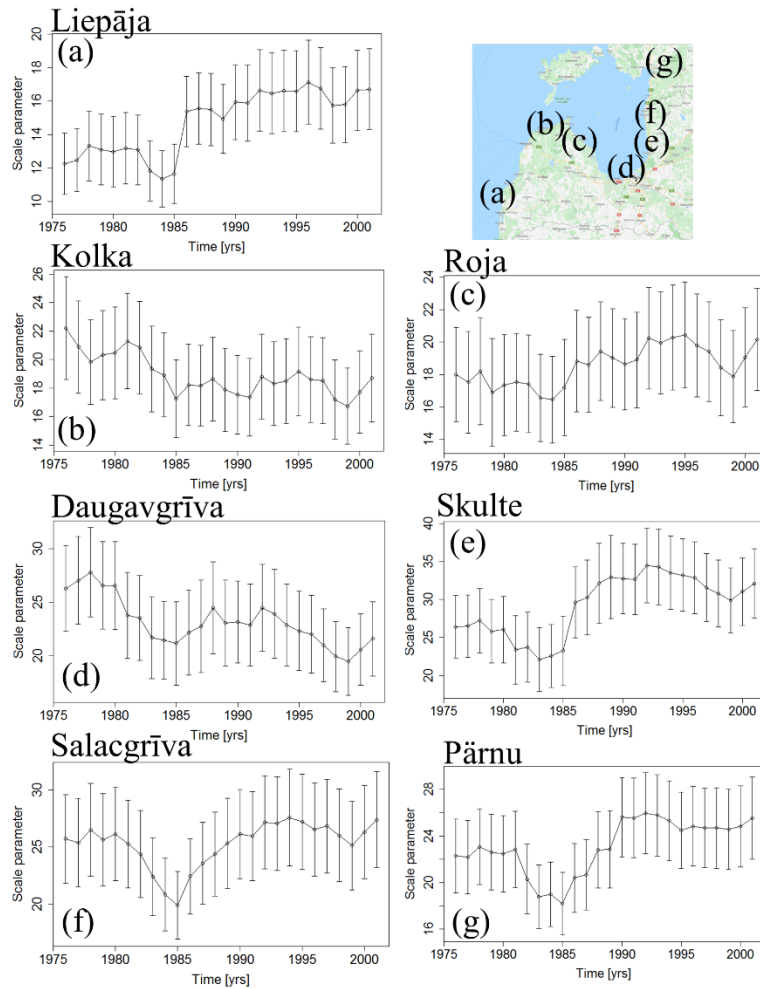 Liepāja
(a)
Scale parameter
20
18
16
14
12
10
1975 1980 1985 1990 1995 2000
Time [yrs]
(g)
(f)
(b)
(c)
(e)
(d)
(a)
Kolka
Scale parameter
26
24
22
20
18
16
14
(b)
1975 1980 1985 1990 1995 2000
Time [yrs]
Roja
(c)
Scale parameter
24
22
20
18
16
14
1975 1980 1985 1990 1995 2000
Time [yrs]
Daugavgrīva
Scale parameter
30
25
20
(d)
1975 1980 1985 1990 1995 2000
Time [yrs]
Skulte
(e)
Scale parameter
40
35
30
25
20
1975 1980 1985 1990 1995 2000
Time [yrs]
Salacgrīva
Scale parameter
30
25
20
(f)
1975 1980 1985 1990 1995 2000
Time [yrs]
Pärnu
Scale parameter
28
24
20
16
(g)
1975 1980 1985 1990 1995 2000
Time [yrs]